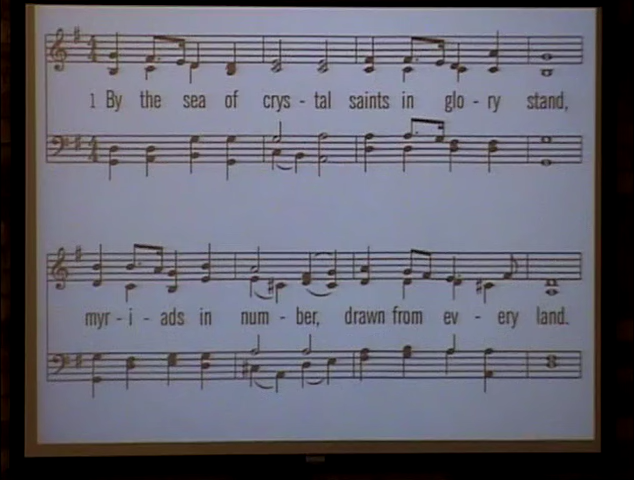 1 By the sea of crys - tal saints in glo - ry stand,
myr - i - ads in num - ber, drawn from ev - ery land.